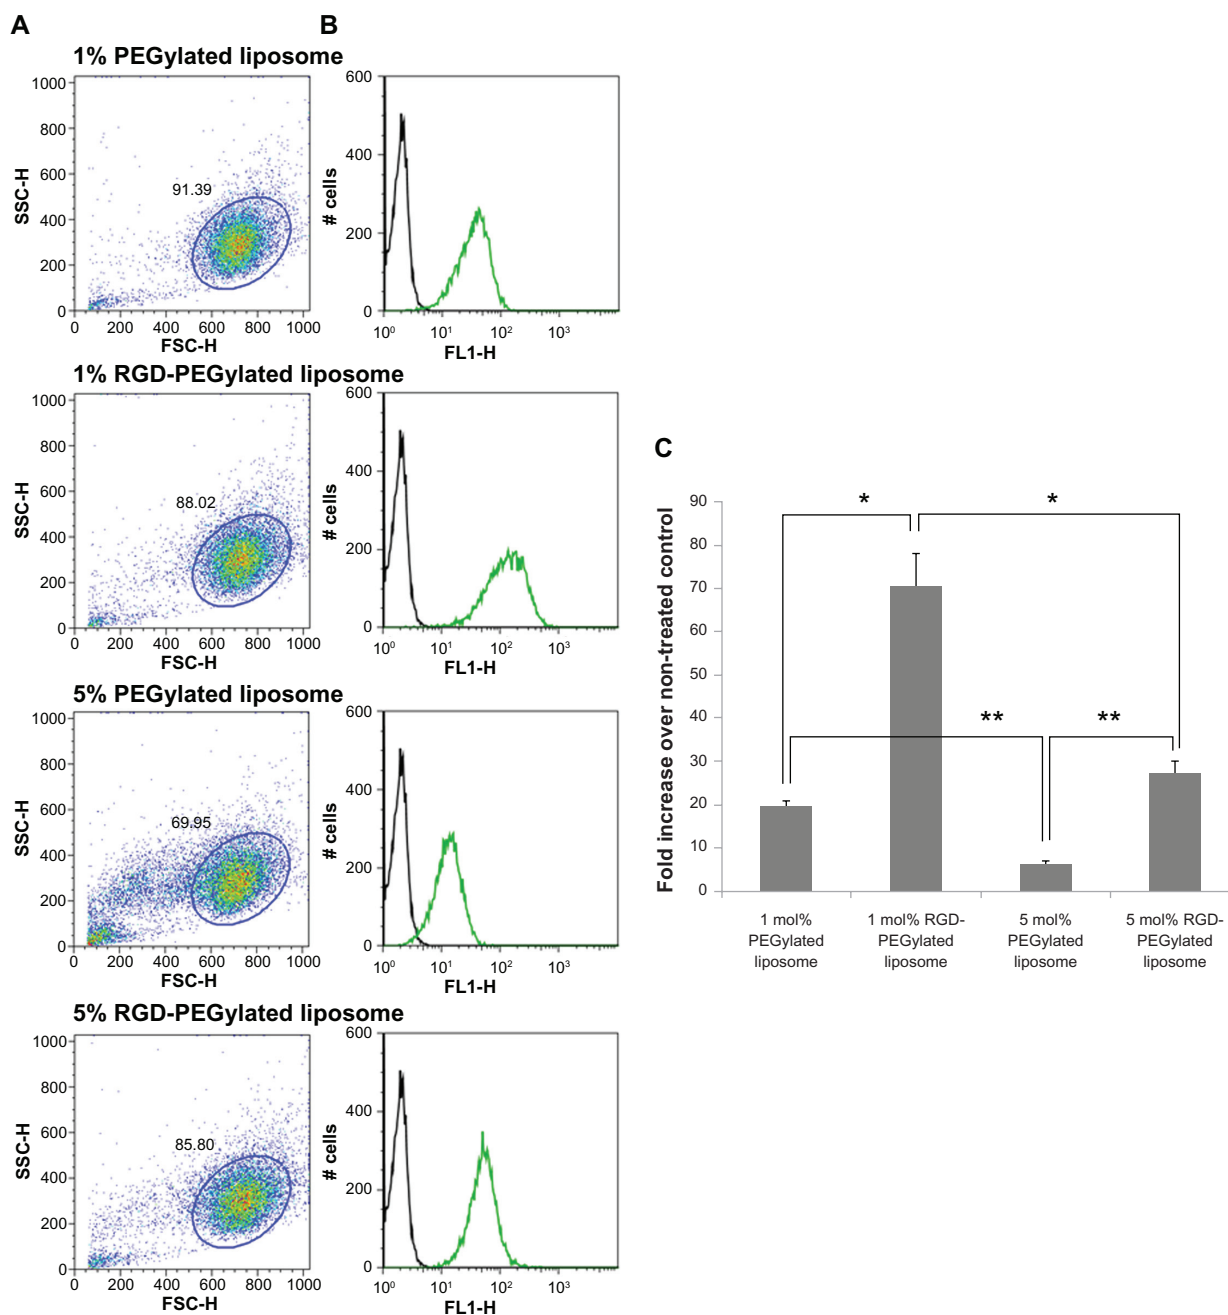 A
B
1% PEGylated liposome
1000
800
600
400
200
0
SSC-H
91.39
0 200 400 600 800 1000
FSC-H
600
400
200
0
# cells
10⁰ 10¹ 10² 10³
FL1-H
1% RGD-PEGylated liposome
1000
800
600
400
200
0
SSC-H
88.02
0 200 400 600 800 1000
FSC-H
600
400
200
0
# cells
10⁰ 10¹ 10² 10³
FL1-H
5% PEGylated liposome
1000
800
600
400
200
0
SSC-H
69.95
0 200 400 600 800 1000
FSC-H
600
400
200
0
# cells
10⁰ 10¹ 10² 10³
FL1-H
5% RGD-PEGylated liposome
1000
800
600
400
200
0
SSC-H
85.80
0 200 400 600 800 1000
FSC-H
600
400
200
0
# cells
10⁰ 10¹ 10² 10³
FL1-H
C
Fold increase over non-treated control
90
80
70
60
50
40
30
20
10
0
* *
** **
1 mol%
PEGylated
liposome
1 mol% RGD-
PEGylated
liposome
5 mol%
PEGylated
liposome
5 mol% RGD-
PEGylated
liposome